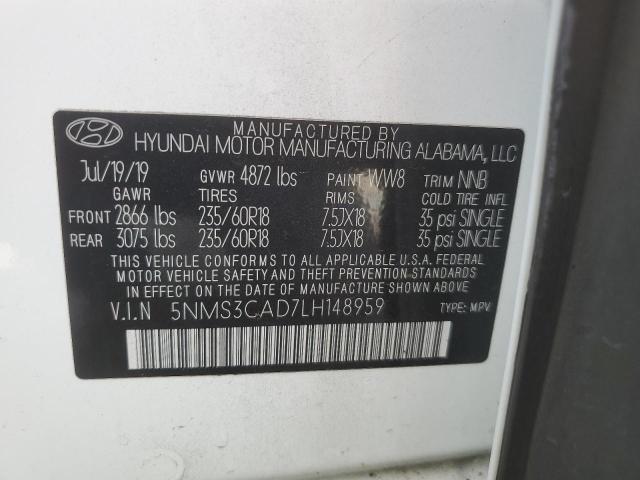 MANUFACTURED BY
HYUNDAI MOTOR MANUFACTURING ALABAMA, LLC
Jul/19/19 GVWR 4872 lbs PAINT WW8 TRIM NNB
GAWR TIRES RIMS COLD TIRE INFL
FRONT 2866 lbs 235/60R18 7.5JX18 35 psi SINGLE
REAR 3075 lbs 235/60R18 7.5JX18 35 psi SINGLE
THIS VEHICLE CONFORMS TO ALL APPLICABLE U.S.A. FEDERAL
MOTOR VEHICLE SAFETY AND THEFT PREVENTION STANDARDS
IN EFFECT ON THE DATE OF MANUFACTURE SHOWN ABOVE.
V.I.N 5NMS3CAD7LH148959 TYPE: MPV